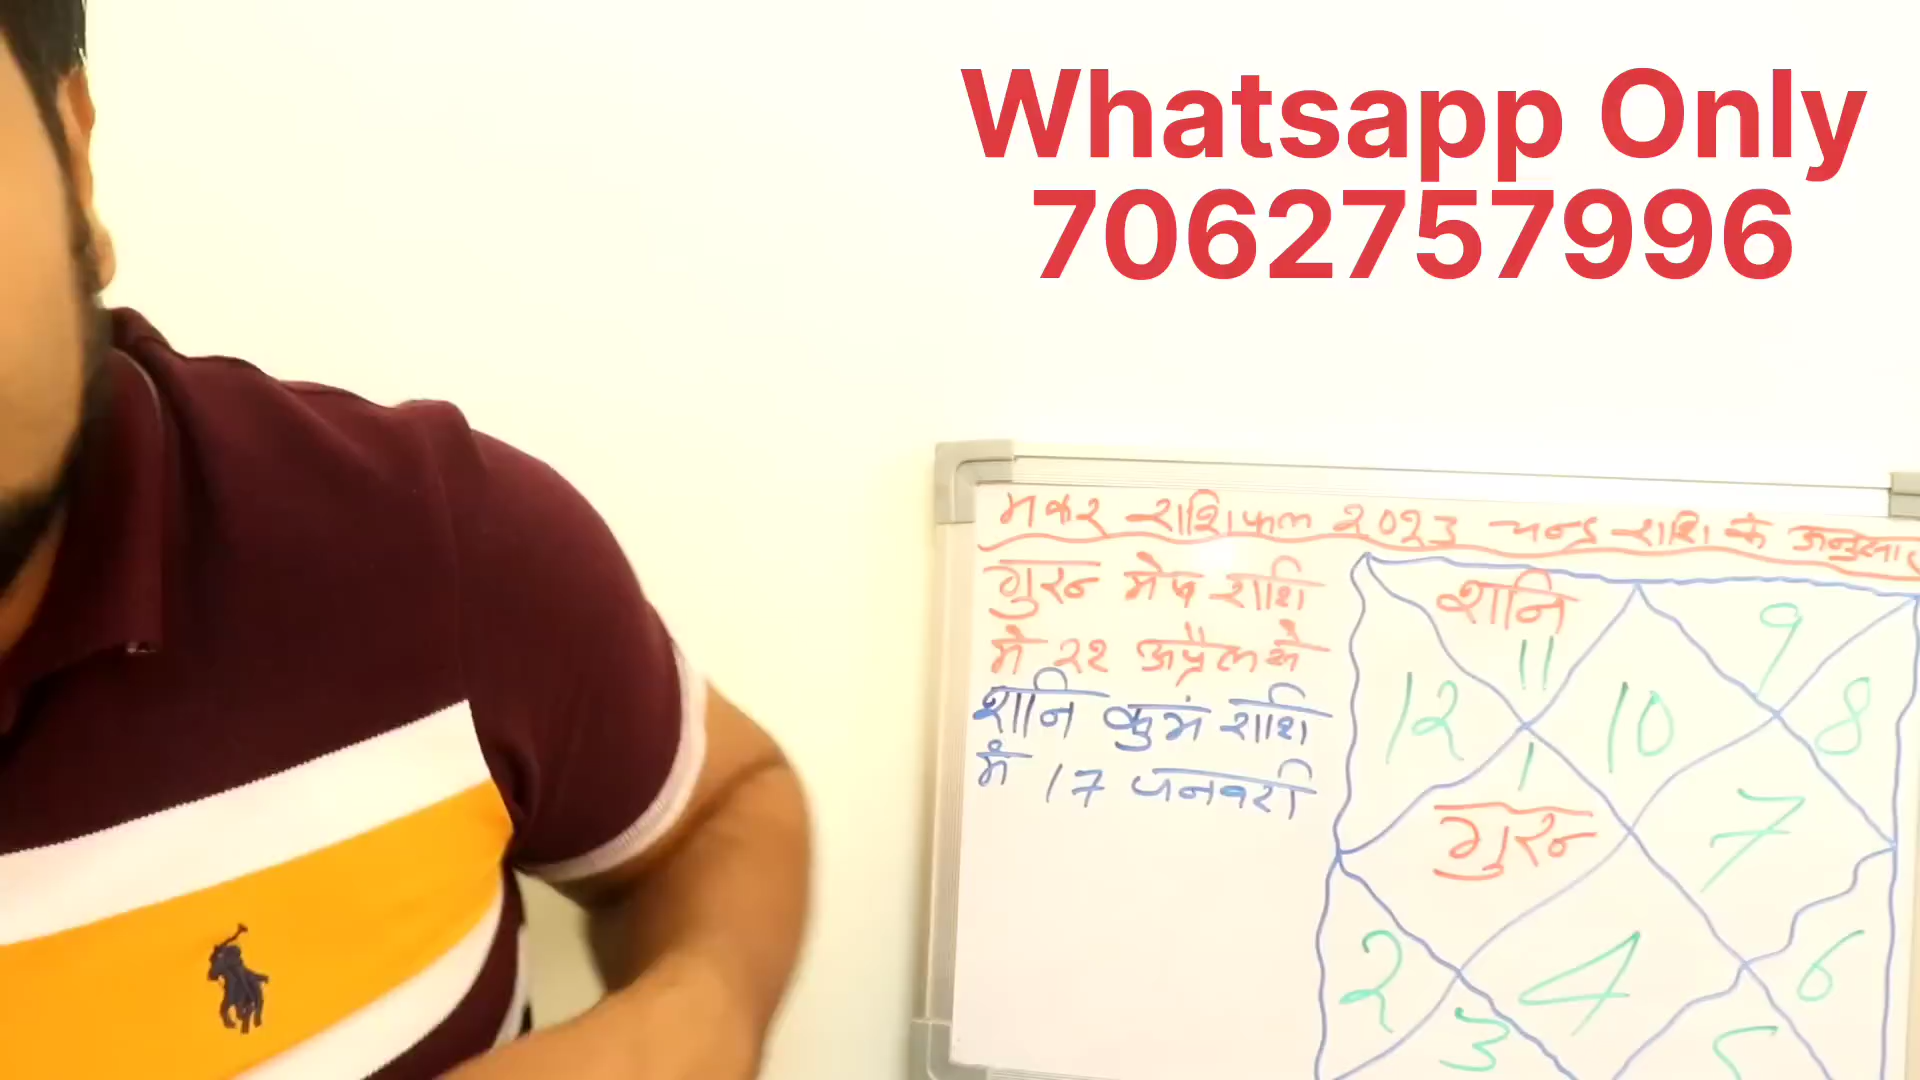 Whatsapp Only
7062757996
मकर राशिफल 2023 चन्द्र राशि के अनुसार
गुरु मेष राशि
मे 22 अप्रैल को
शनि कुभं राशि
मे 17 जनवरी
शनि
9
11
12
10
8
1
गुरु
7
2
4
6
3
5